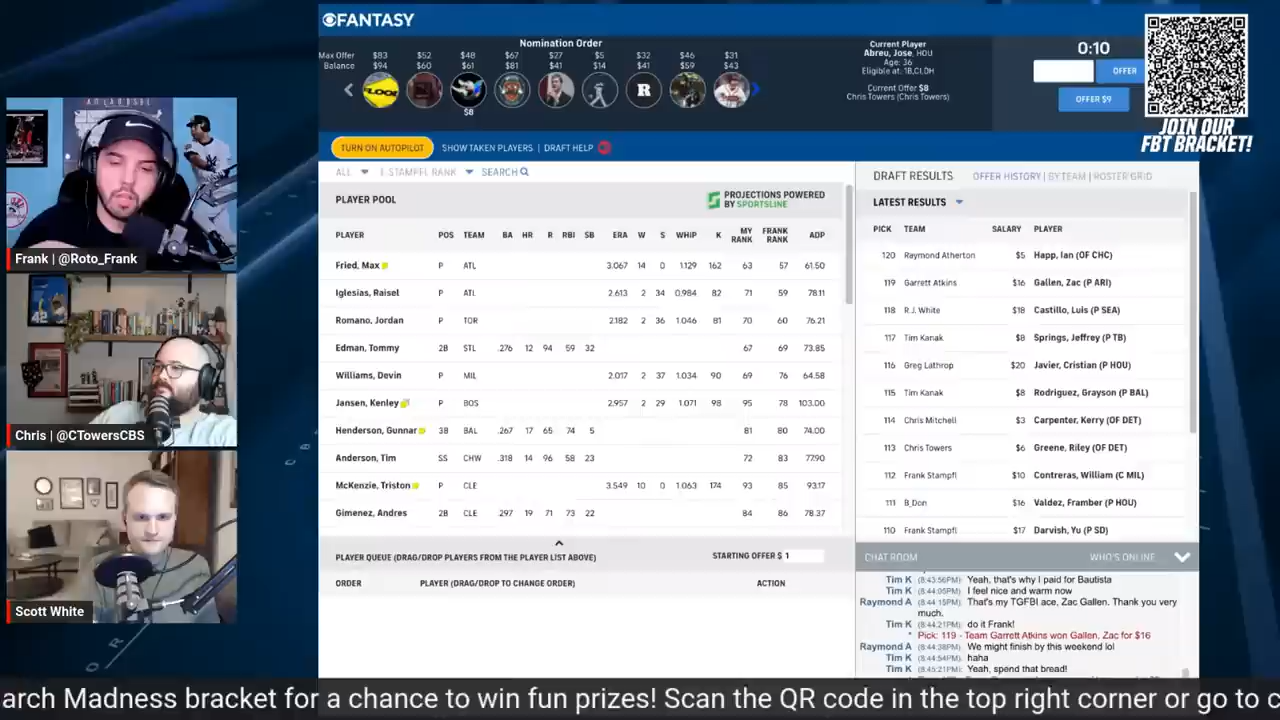 FANTASY
Nomination Order
Max Offer $83 $52 $48 $67 $27 $5 $32 $46 $31
Balance $94 $60 $61 $81 $41 $14 $41 $59 $43
R
$8
Current Player
Abreu, Jose, HOU
Age: 36
Eligible at: 1B,CI,DH
Current Offer $8
Chris Towers (Chris Towers)
0:10
OFFER
OFFER $9
JOIN OUR
FBT BRACKET!
TURN ON AUTOPILOT SHOW TAKEN PLAYERS | DRAFT HELP
ALL F. STAMPFL RANK SEARCH
PLAYER POOL
PROJECTIONS POWERED
BY SPORTSLINE
PLAYER POS TEAM BA HR R RBI SB ERA W S WHIP K MY RANK FRANK RANK ADP
Fried, Max P ATL 3.067 14 0 1.129 162 63 57 61.50
Iglesias, Raisel P ATL 2.613 2 34 0.984 82 71 59 78.11
Romano, Jordan P TOR 2.182 2 36 1.046 81 70 60 76.21
Edman, Tommy 2B STL .276 12 94 59 32 67 69 73.85
Williams, Devin P MIL 2.017 2 37 1.034 90 69 76 64.58
Jansen, Kenley P BOS 2.957 2 29 1.071 98 95 78 103.00
Henderson, Gunnar 3B BAL .267 17 65 74 5 81 80 74.00
Anderson, Tim SS CHW .318 14 96 58 23 72 83 77.90
McKenzie, Triston P CLE 3.549 10 0 1.063 174 93 85 93.17
Gimenez, Andres 2B CLE .297 19 71 73 22 84 86 78.37
PLAYER QUEUE (DRAG/DROP PLAYERS FROM THE PLAYER LIST ABOVE) STARTING OFFER $ 1
ORDER PLAYER (DRAG/DROP TO CHANGE ORDER) ACTION
DRAFT RESULTS OFFER HISTORY | BY TEAM | ROSTER GRID
LATEST RESULTS
PICK TEAM SALARY PLAYER
120 Raymond Atherton $5 Happ, Ian (OF CHC)
119 Garrett Atkins $16 Gallen, Zac (P ARI)
118 R.J. White $18 Castillo, Luis (P SEA)
117 Tim Kanak $8 Springs, Jeffrey (P TB)
116 Greg Lathrop $20 Javier, Cristian (P HOU)
115 Tim Kanak $8 Rodriguez, Grayson (P BAL)
114 Chris Mitchell $3 Carpenter, Kerry (OF DET)
113 Chris Towers $6 Greene, Riley (OF DET)
112 Frank Stampfl $10 Contreras, William (C MIL)
111 B_Don $16 Valdez, Framber (P HOU)
110 Frank Stampfl $17 Darvish, Yu (P SD)
CHAT ROOM WHO'S ONLINE
Tim K (8:43:56PM): Yeah, that's why I paid for Bautista
Tim K (8:44:05PM): I feel nice and warm now
Raymond A (8:44:15PM): That's my TGFBI ace, Zac Gallen. Thank you very
much.
Tim K (8:44:21PM): do it Frank!
* Pick: 119 - Team Garrett Atkins won Gallen, Zac for $16
Raymond A (8:44:38PM): We might finish by this weekend lol
Tim K (8:44:54PM): haha
Tim K (8:45:21PM): Yeah, spend that bread!
Frank | @Roto_Frank
Chris | @CTowersCBS
Scott White
arch Madness bracket for a chance to win fun prizes! Scan the QR code in the top right corner or go to c